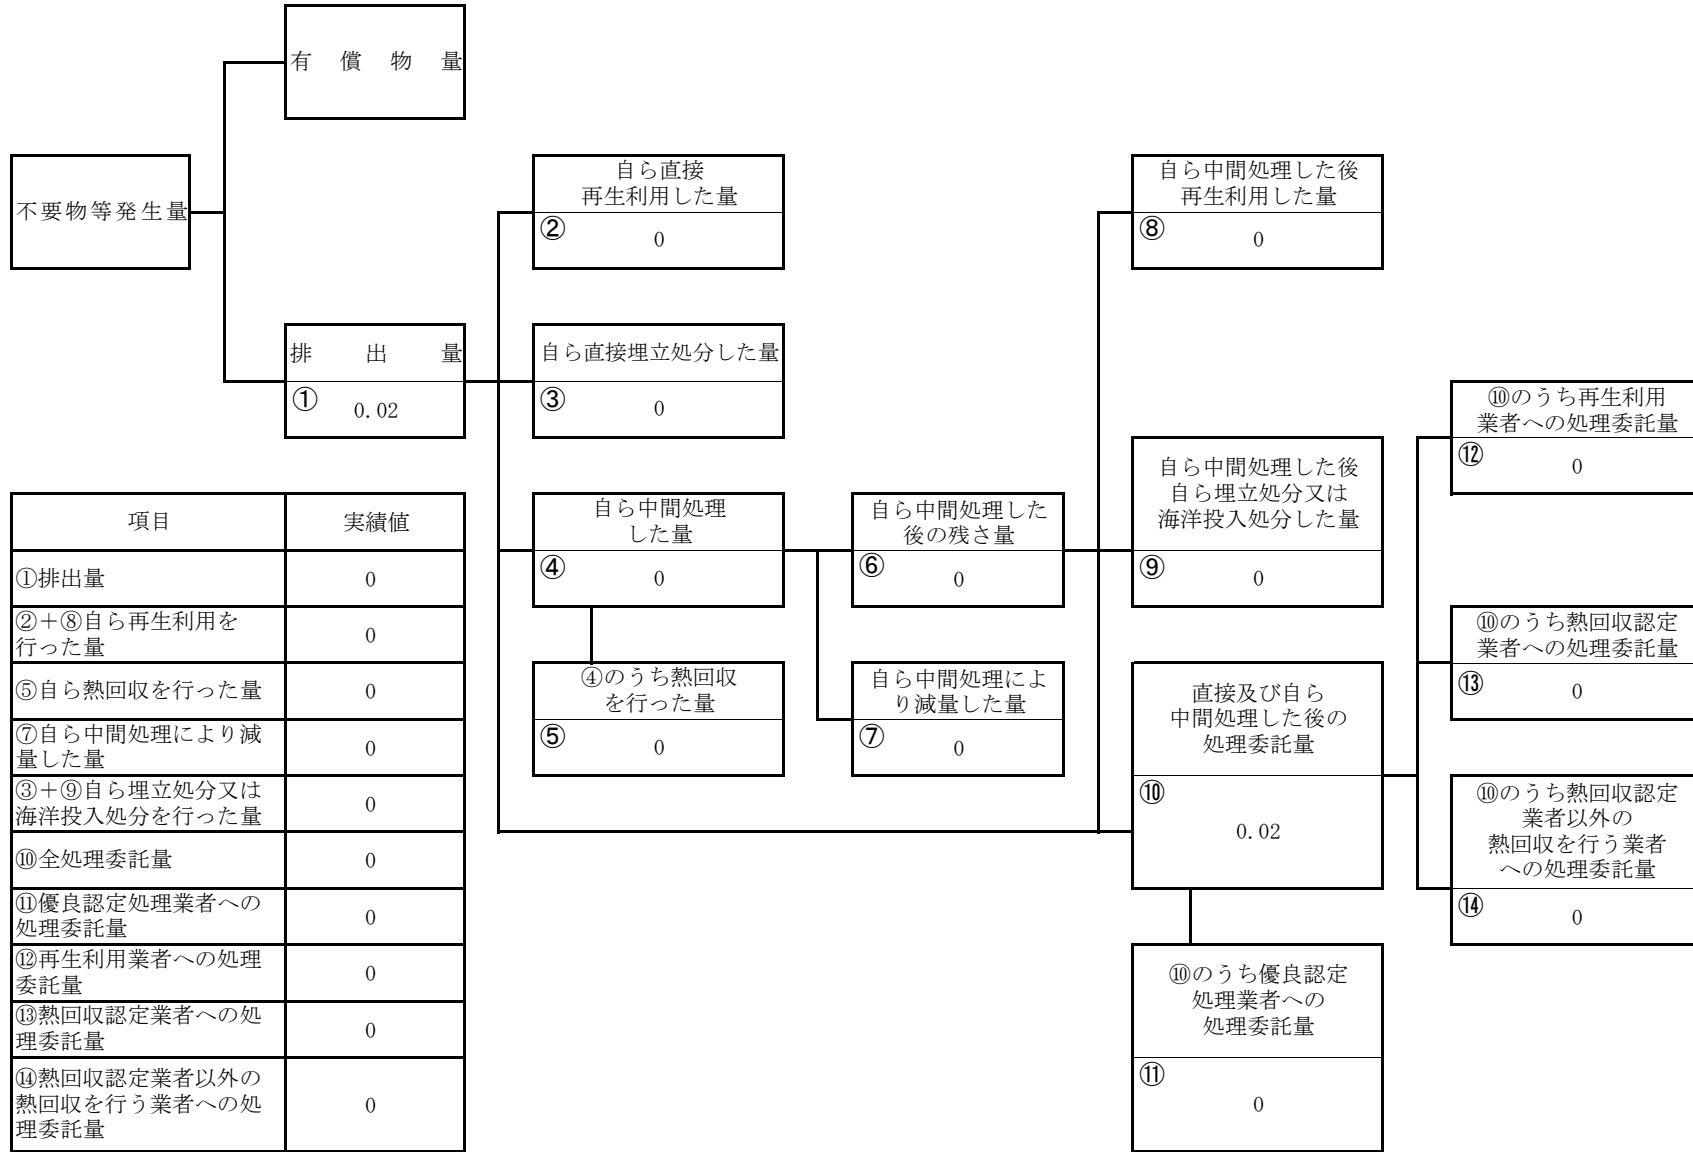 有償物量
不要物等発生量
排出量
① 0.02
自ら直接
再生利用した量
② 0
自ら直接埋立処分した量
③ 0
自ら中間処理
した量
④ 0
④のうち熱回収
を行った量
⑤ 0
自ら中間処理した
後の残さ量
⑥ 0
自ら中間処理によ
り減量した量
⑦ 0
自ら中間処理した後
再生利用した量
⑧ 0
自ら中間処理した後
自ら埋立処分又は
海洋投入処分した量
⑨ 0
直接及び自ら
中間処理した後の
処理委託量
⑩
0.02
⑩のうち優良認定
処理業者への
処理委託量
⑪
0
⑩のうち再生利用
業者への処理委託量
⑫ 0
⑩のうち熱回収認定
業者への処理委託量
⑬ 0
⑩のうち熱回収認定
業者以外の
熱回収を行う業者
への処理委託量
⑭ 0
項目 実績値
①排出量 0
②＋⑧自ら再生利用を
行った量 0
⑤自ら熱回収を行った量 0
⑦自ら中間処理により減
量した量 0
③＋⑨自ら埋立処分又は
海洋投入処分を行った量 0
⑩全処理委託量 0
⑪優良認定処理業者への
処理委託量 0
⑫再生利用業者への処理
委託量 0
⑬熱回収認定業者への処
理委託量 0
⑭熱回収認定業者以外の
熱回収を行う業者への処 0
理委託量